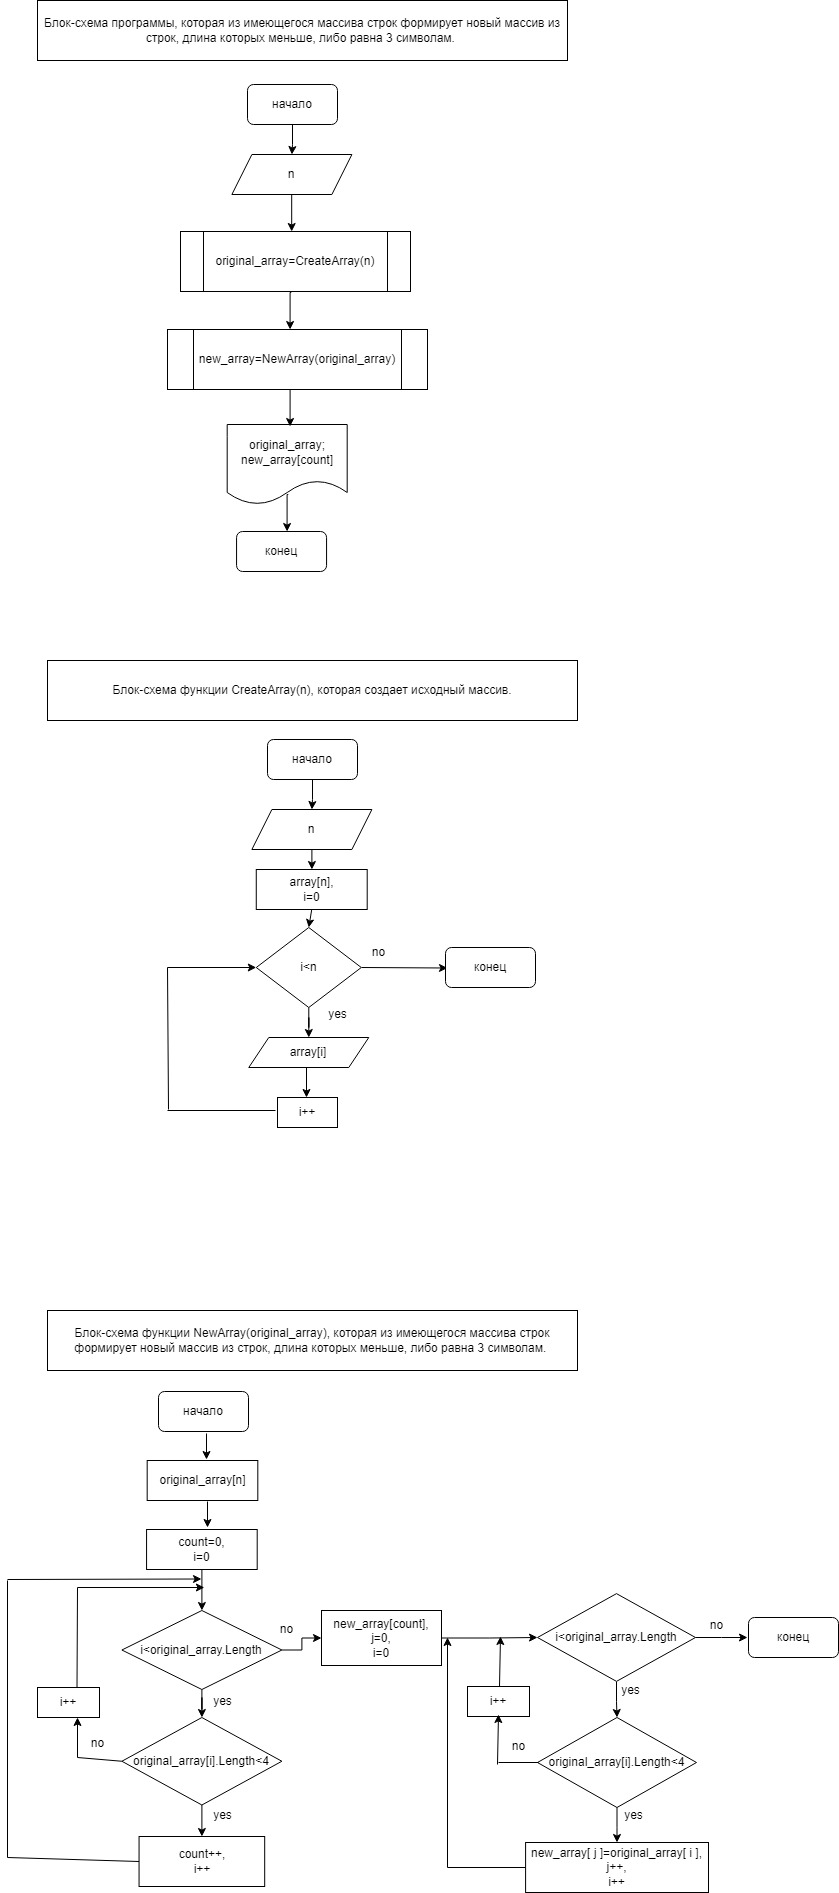 Блок-схема программы, которая из имеющегося массива строк формирует новый массив из
строк, длина которых меньше, либо равна 3 символам.
начало
n
original_array=CreateArray(n)
new_array=NewArray(original_array)
original_array;
new_array[count]
конец
Блок-схема функции CreateArray(n), которая создает исходный массив.
начало
n
array[n],
i=0
i<n
no
конец
yes
array[i]
i++
Блок-схема функции NewArray(original_array), которая из имеющегося массива строк
формирует новый массив из строк, длина которых меньше, либо равна 3 символам.
начало
original_array[n]
count=0,
i=0
i<original_array.Length
no
yes
i++
no
original_array[i].Length<4
yes
count++,
i++
new_array[count],
j=0,
i=0
i<original_array.Length
no
конец
yes
i++
no
original_array[i].Length<4
yes
new_array[ j ]=original_array[ i ],
j++,
i++